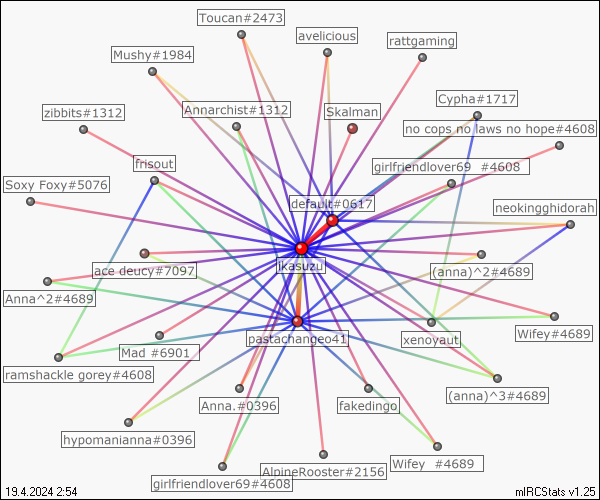 Toucan#2473
avelicious
rattgaming
Mushy#1984
Cypha#1717
zibbits#1312
Annarchist#1312
Skalman
no cops no laws no hope#4608
frisout
girlfriendlover69 #4608
Soxy Foxy#5076
default#0617
neokingghidorah
jkasuzu
ace deucy#7097
(anna)^2#4689
Anna^2#4689
Wifey#4689
pastachangeo41
xenoyaut
Mad #6901
ramshackle gorey#4608
(anna)^3#4689
Anna.#0396
fakedingo
hypomanianna#0396
Wifey #4689
AlpineRooster#2156
girlfriendlover69#4608
19.4.2024 2:54
mIRCStats v1.25